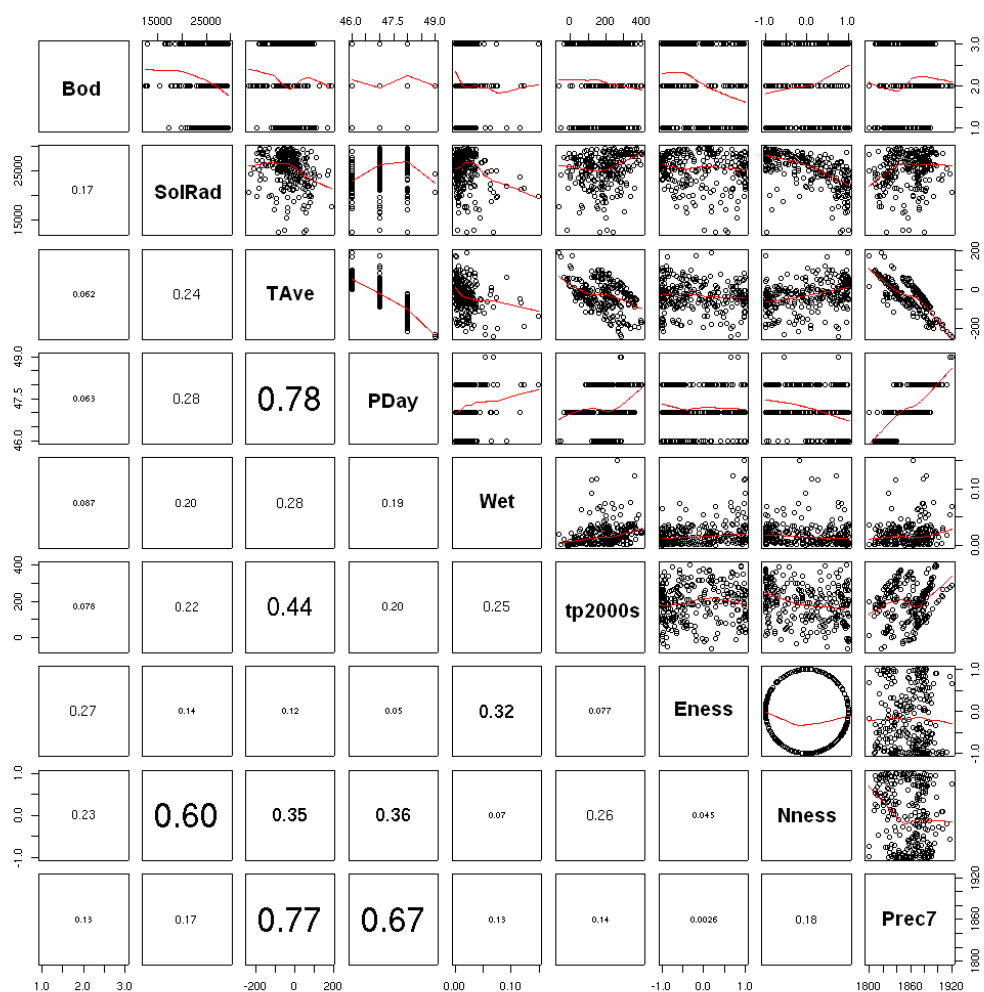 15000 25000 46.0 47.5 49.0 0 200 400 -1.0 0.0 1.0
Bod 1.0 2.0 3.0
15000 25000 0.17 SolRad
0.062 0.24 TAve -200 0 200
46.0 47.5 49.0 0.063 0.28 0.78 PDay
0.087 0.20 0.28 0.19 Wet 0.00 0.10
0 200 400 0.078 0.22 0.44 0.20 0.25 tp2000s
0.27 0.14 0.12 0.05 0.32 0.077 Eness -1.0 0.0 1.0
-1.0 0.0 1.0 0.23 0.60 0.35 0.36 0.07 0.26 0.045 Nness
0.13 0.17 0.77 0.67 0.13 0.14 0.0026 0.18 Prec7 1800 1860 1920
1.0 2.0 3.0 -200 0 200 0.00 0.10 -1.0 0.0 1.0 1800 1860 1920